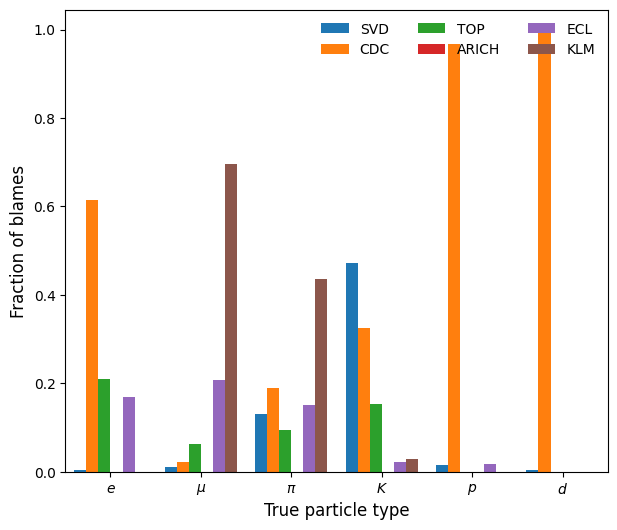 SVD TOP ECL
CDC ARICH KLM
1.0
0.8
0.6
0.4
0.2
0.0
Fraction of blames
e μ π K p d
True particle type